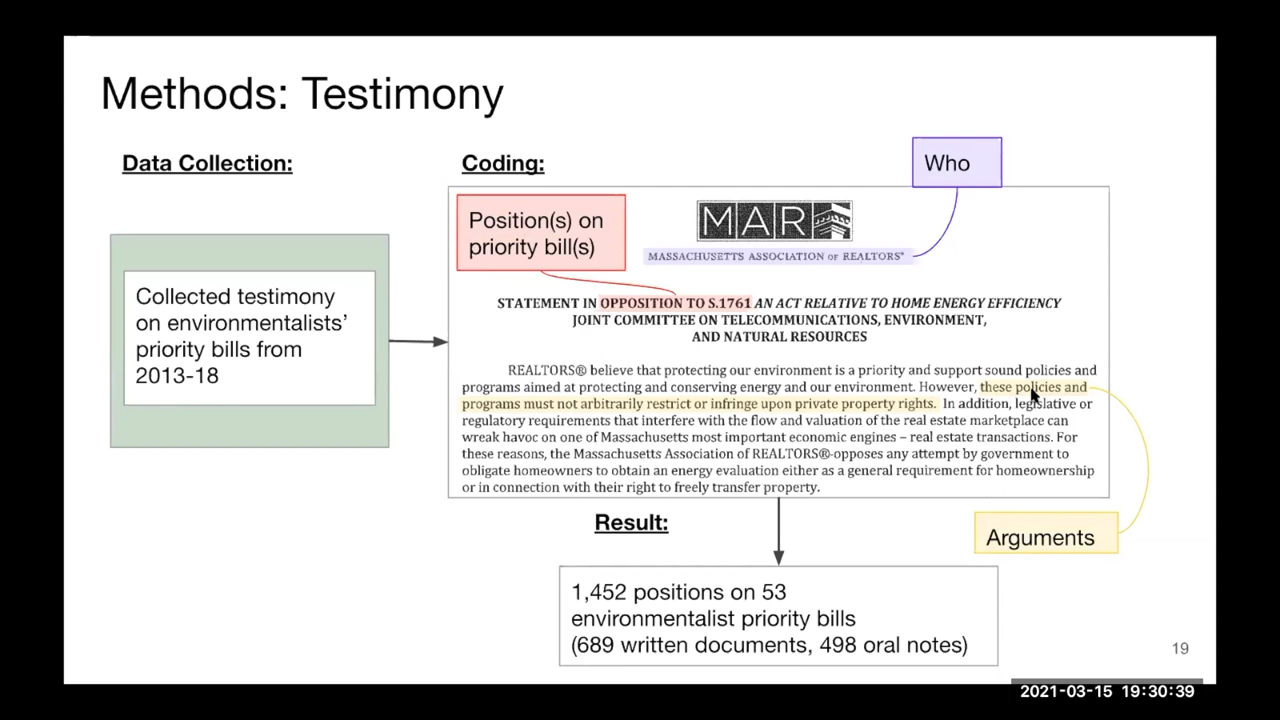 Methods: Testimony
Data Collection:
Collected testimony
on environmentalists'
priority bills from
2013-18
Coding:
Who
Position(s) on
priority bill(s)
MAR
MASSACHUSETTS ASSOCIATION OF REALTORS®
STATEMENT IN OPPOSITION TO S.1761 AN ACT RELATIVE TO HOME ENERGY EFFICIENCY
JOINT COMMITTEE ON TELECOMMUNICATIONS, ENVIRONMENT,
AND NATURAL RESOURCES
REALTORS® believe that protecting our environment is a priority and support sound policies and
programs aimed at protecting and conserving energy and our environment. However, these policies and
programs must not arbitrarily restrict or infringe upon private property rights. In addition, legislative or
regulatory requirements that interfere with the flow and valuation of the real estate marketplace can
wreak havoc on one of Massachusetts most important economic engines – real estate transactions. For
these reasons, the Massachusetts Association of REALTORS®-opposes any attempt by government to
obligate homeowners to obtain an energy evaluation either as a general requirement for homeownership
or in connection with their right to freely transfer property.
Arguments
Result:
1,452 positions on 53
environmentalist priority bills
(689 written documents, 498 oral notes)
19
2021-03-15 19:30:39